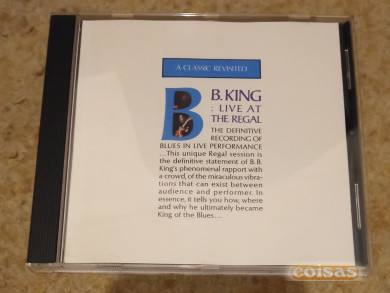 A CLASSIC REVISITED
B B.KING
: LIVE AT
THE REGAL
THE DEFINITIVE
RECORDING OF
BLUES IN LIVE PERFORMANCE
...This unique Regal session is
the definitive statement of B.B.
King's phenomenal rapport with
a crowd, of the miraculous vibra-
tions that can exist between
audience and performer. In
essence, it tells you how, where
and why he ultimately became
King of the Blues...
coisas